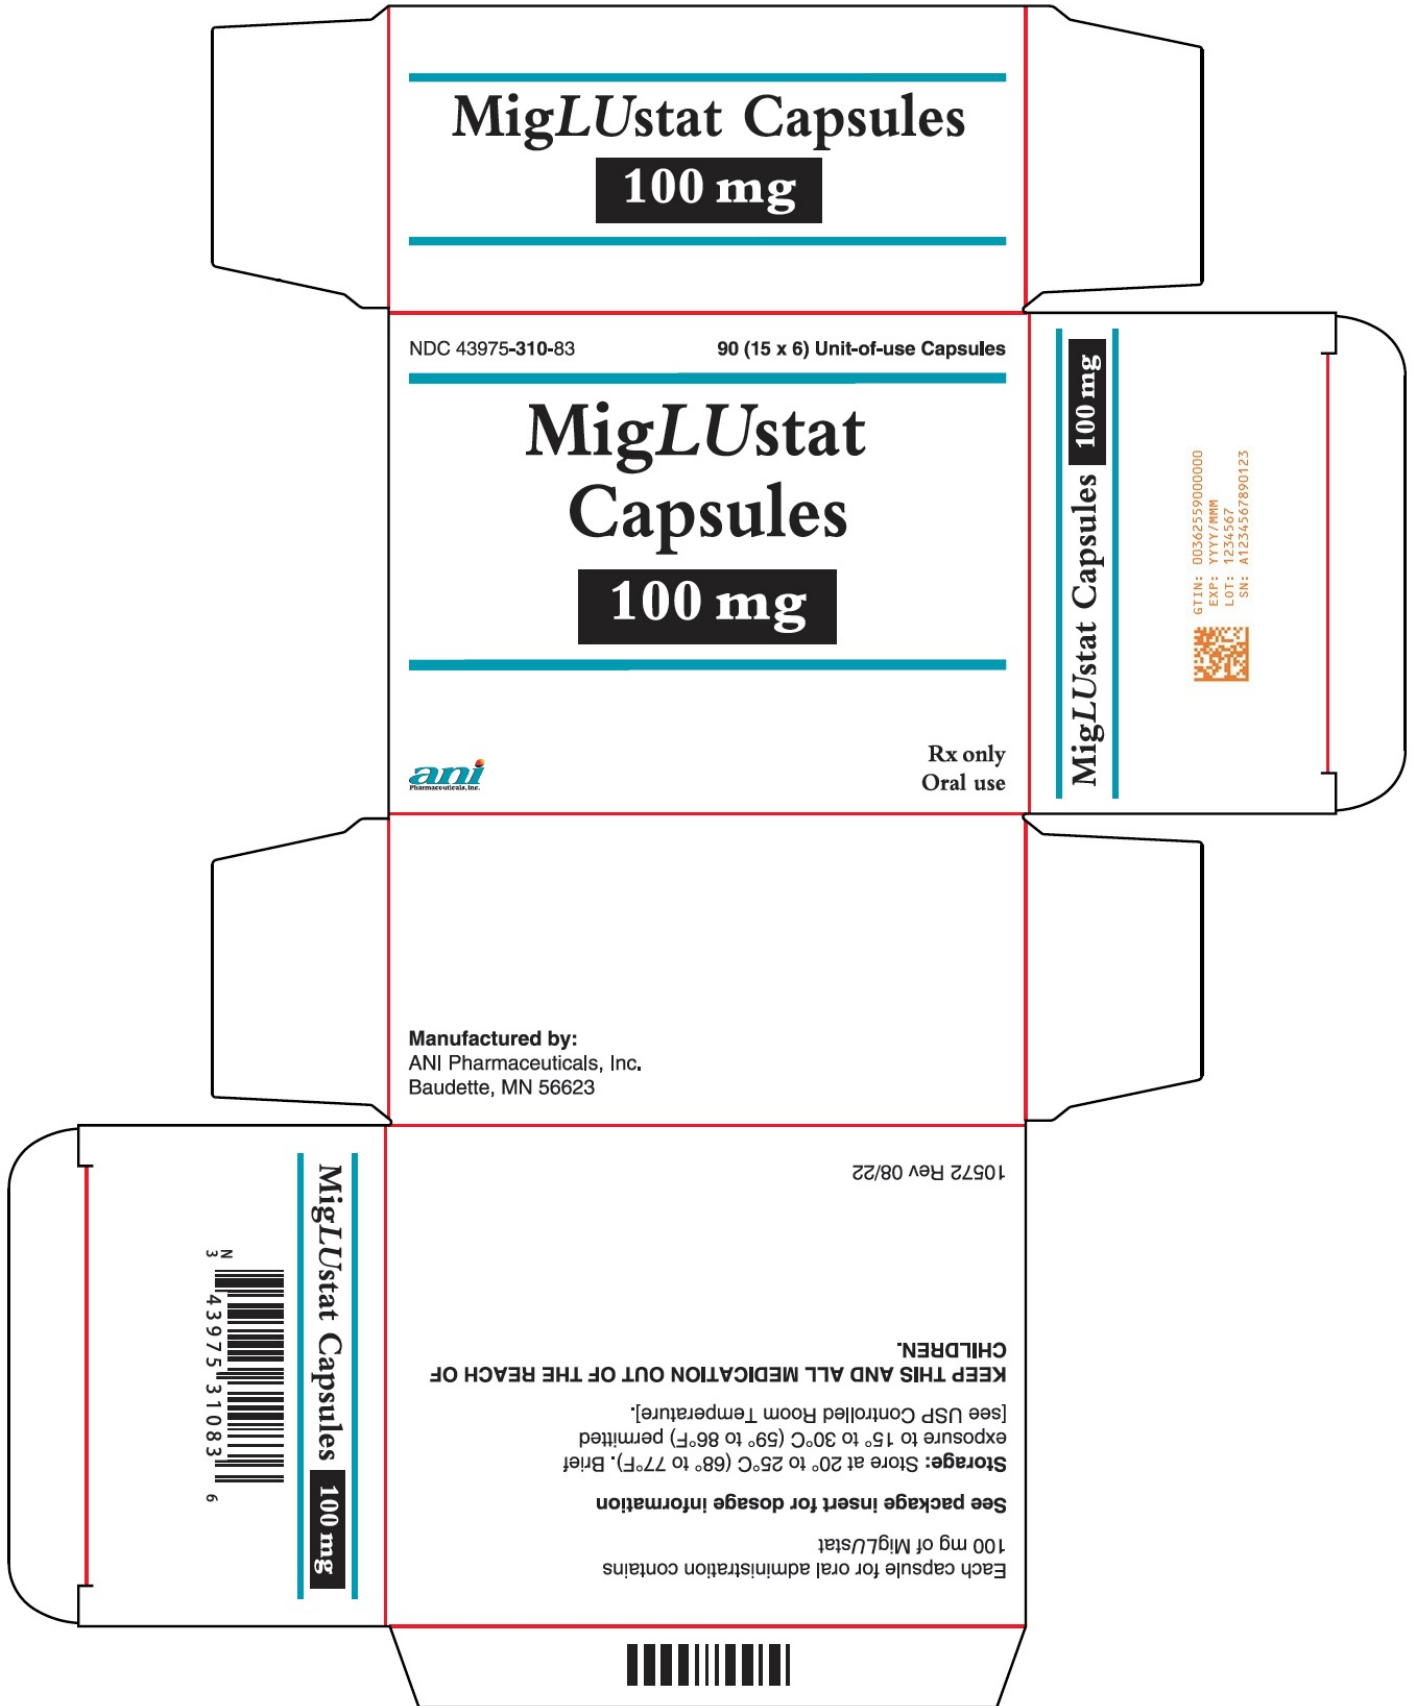 MigLUstat Capsules
100 mg
NDC 43975-310-83
90 (15 x 6) Unit-of-use Capsules
MigLUstat
Capsules
100 mg
ani
Pharmaceuticals, Inc.
Rx only
Oral use
MigLUstat Capsules 100 mg
GTIN: 00362559000000
EXP: YYYY/MMM
LOT: 1234567
SN: A1234567890123
Manufactured by:
ANI Pharmaceuticals, Inc.
Baudette, MN 56623
MigLUstat Capsules 100 mg
N
3 43975 31083 6
Each capsule for oral administration contains
100 mg of MigLUstat
See package insert for dosage information
Storage: Store at 20° to 25°C (68° to 77°F). Brief
exposure to 15° to 30°C (59° to 86°F) permitted
[see USP Controlled Room Temperature].
KEEP THIS AND ALL MEDICATION OUT OF THE REACH OF
CHILDREN.
10572 Rev 08/22